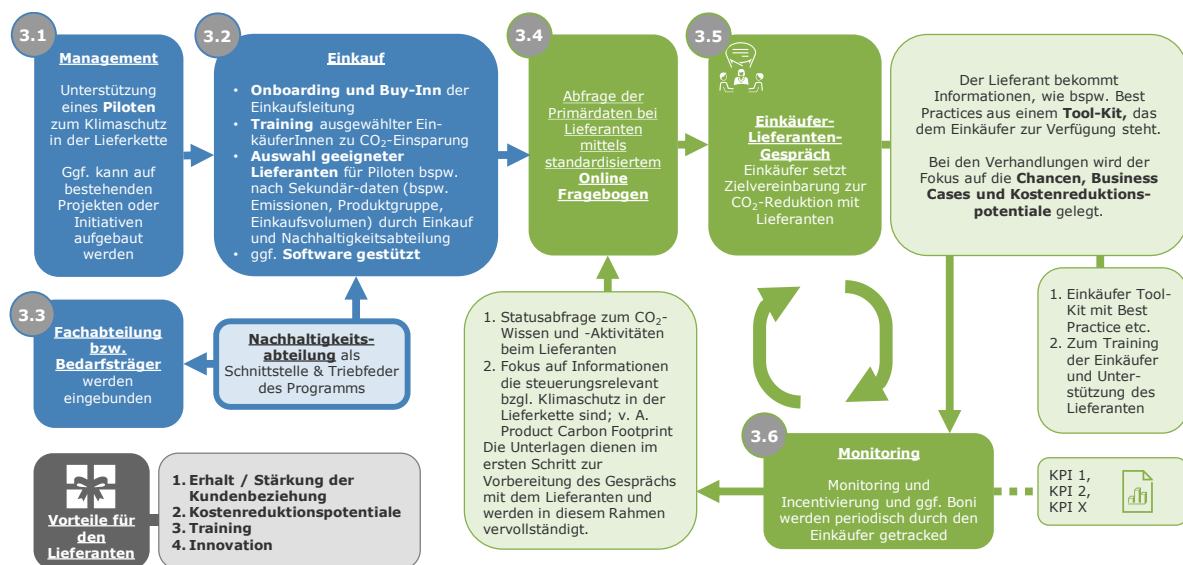 3.1
Management
Unterstützung
eines Piloten
zum Klimaschutz
in der Lieferkette
Ggf. kann auf
bestehenden
Projekten oder
Initiativen
aufgebaut
werden
3.2
Einkauf
• Onboarding und Buy-Inn der
Einkaufsleitung
• Training ausgewählter Ein-
käuferInnen zu CO₂-Einsparung
• Auswahl geeigneter
Lieferanten für Piloten bspw.
nach Sekundär-daten (bspw.
Emissionen, Produktgruppe,
Einkaufsvolumen) durch Einkauf
und Nachhaltigkeitsabteilung
• ggf. Software gestützt
3.3
Fachabteilung
bzw.
Bedarfsträger
werden
eingebunden
Nachhaltigkeits-
abteilung als
Schnittstelle & Triebfeder
des Programms
3.4
Abfrage der
Primärdaten bei
Lieferanten
mittels
standardisiertem
Online
Fragebogen
3.5
Einkäufer-
Lieferanten-
Gespräch
Einkäufer setzt
Zielvereinbarung zur
CO₂-Reduktion mit
Lieferanten
Der Lieferant bekommt
Informationen, wie bspw. Best
Practices aus einem Tool-Kit, das
dem Einkäufer zur Verfügung steht.
Bei den Verhandlungen wird der
Fokus auf die Chancen, Business
Cases und Kostenreduktions-
potentiale gelegt.
1. Einkäufer Tool-
Kit mit Best
Practice etc.
2. Zum Training
der Einkäufer
und Unter-
stützung des
Lieferanten
1. Statusabfrage zum CO₂-
Wissen und -Aktivitäten
beim Lieferanten
2. Fokus auf Informationen
die steuerungsrelevant
bzgl. Klimaschutz in der
Lieferkette sind; v. A.
Product Carbon Footprint
Die Unterlagen dienen im
ersten Schritt zur
Vorbereitung des Gesprächs
mit dem Lieferanten und
werden in diesem Rahmen
vervollständigt.
3.6
Monitoring
Monitoring und
Incentivierung und ggf. Boni
werden periodisch durch den
Einkäufer getracked
KPI 1,
KPI 2,
KPI X
Vorteile für
den
Lieferanten
1. Erhalt / Stärkung der
Kundenbeziehung
2. Kostenreduktionspotentiale
3. Training
4. Innovation